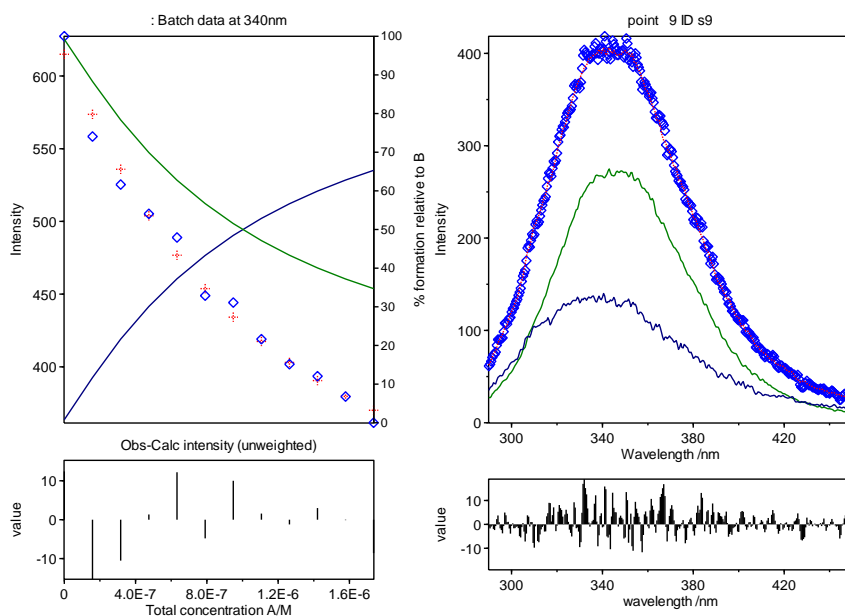 : Batch data at 340nm
600
550
500
450
400
Intensity
100
90
80
70
60
50
40
30
20
10
0
% formation relative to B
Obs-Calc intensity (unweighted)
10
0
-10
value
0
4.0E-7
8.0E-7
1.2E-6
1.6E-6
Total concentration A/M
point 9 ID s9
400
300
200
100
0
Intensity
300
340
380
420
Wavelength /nm
10
0
-10
value
300
340
380
420
wavelength /nm